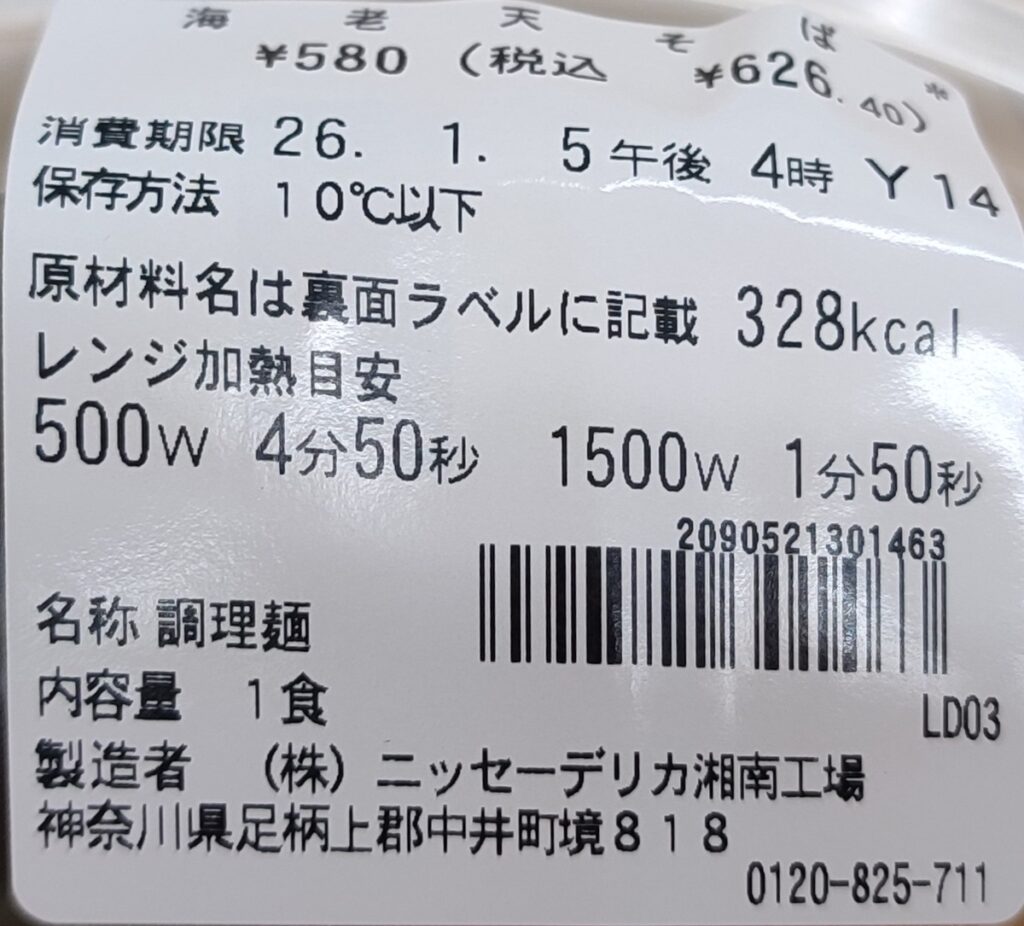 海老天そば
¥580 (税込 ¥626.40)*
消費期限 26. 1. 5午後 4時 Y 14
保存方法 10℃以下
原材料名は裏面ラベルに記載 328kcal
レンジ加熱目安
500W 4分50秒 1500W 1分50秒
2090521301463
名称 調理麺
内容量 1食
LD03
製造者 (株)ニッセーデリカ湘南工場
神奈川県足柄上郡中井町境818
0120-825-711